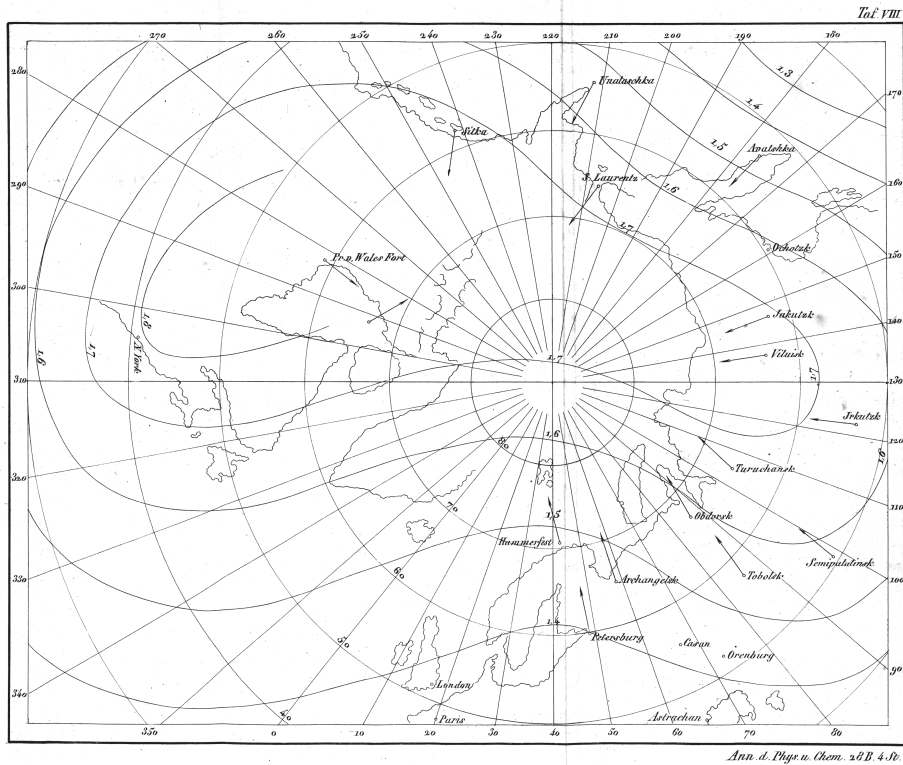 Taf. VIII
270 260 250 240 230 220 210 200 190 180
280
170
1,3
1,4
Unalaschka
Sitka
1,5
Avatshka
S. Laurentz
1,6
160
290
1,7
Ochotzk
150
Pr. v. Wales Fort
300
Jakutzk
140
1,8
N York
1,6
1,7
1,7
Viluisk
310
1,7
130
Jrkutzk
1,6
80
120
1,6
Turuchansk
320
70
1,5
Obdorsk
110
Hammerfest
Semipalatinsk
60
330
Archangelsk
Tobolsk
100
1,4
Petersburg
50
Casan
Orenburg
90
London
340
40
Paris
Astrachan
350 0 10 20 30 40 50 60 70 80
Ann. d. Phys. u. Chem. 28 B. 4 St.